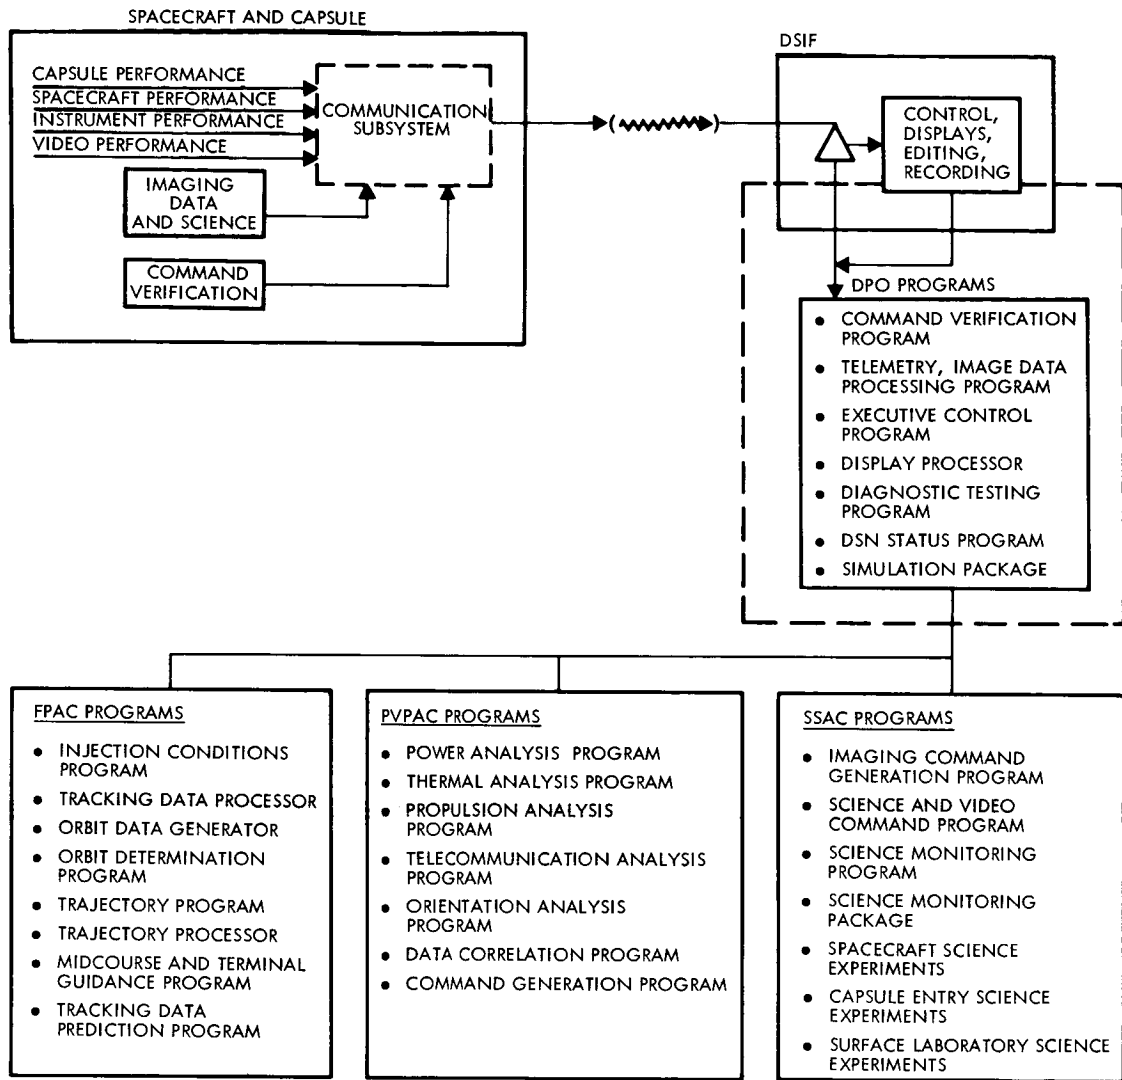 SPACECRAFT AND CAPSULE
CAPSULE PERFORMANCE
SPACECRAFT PERFORMANCE
INSTRUMENT PERFORMANCE
VIDEO PERFORMANCE
COMMUNICATION
SUBSYSTEM
IMAGING
DATA
AND SCIENCE
COMMAND
VERIFICATION
DSIF
CONTROL,
DISPLAYS,
EDITING,
RECORDING
DPO PROGRAMS
• COMMAND VERIFICATION
PROGRAM
• TELEMETRY, IMAGE DATA
PROCESSING PROGRAM
• EXECUTIVE CONTROL
PROGRAM
• DISPLAY PROCESSOR
• DIAGNOSTIC TESTING
PROGRAM
• DSN STATUS PROGRAM
• SIMULATION PACKAGE
FPAC PROGRAMS
• INJECTION CONDITIONS
PROGRAM
• TRACKING DATA PROCESSOR
• ORBIT DATA GENERATOR
• ORBIT DETERMINATION
PROGRAM
• TRAJECTORY PROGRAM
• TRAJECTORY PROCESSOR
• MIDCOURSE AND TERMINAL
GUIDANCE PROGRAM
• TRACKING DATA
PREDICTION PROGRAM
PVPAC PROGRAMS
• POWER ANALYSIS PROGRAM
• THERMAL ANALYSIS PROGRAM
• PROPULSION ANALYSIS
PROGRAM
• TELECOMMUNICATION ANALYSIS
PROGRAM
• ORIENTATION ANALYSIS
PROGRAM
• DATA CORRELATION PROGRAM
• COMMAND GENERATION PROGRAM
SSAC PROGRAMS
• IMAGING COMMAND
GENERATION PROGRAM
• SCIENCE AND VIDEO
COMMAND PROGRAM
• SCIENCE MONITORING
PROGRAM
• SCIENCE MONITORING
PACKAGE
• SPACECRAFT SCIENCE
EXPERIMENTS
• CAPSULE ENTRY SCIENCE
EXPERIMENTS
• SURFACE LABORATORY SCIENCE
EXPERIMENTS